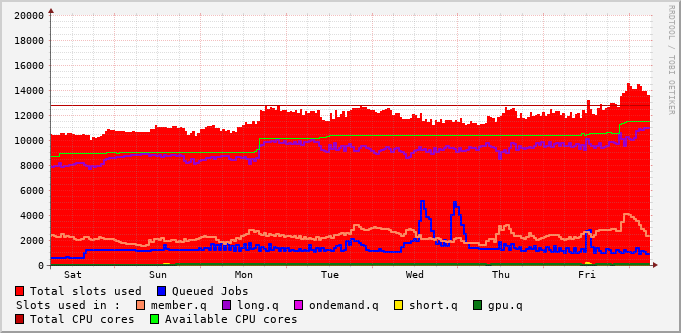 20000
18000
16000
14000
12000
10000
8000
6000
4000
2000
0
Sat Sun Mon Tue Wed Thu Fri
RRDTOOL / TOBI OETIKER
Total slots used Queued Jobs
Slots used in : member.q long.q ondemand.q short.q gpu.q
Total CPU cores Available CPU cores